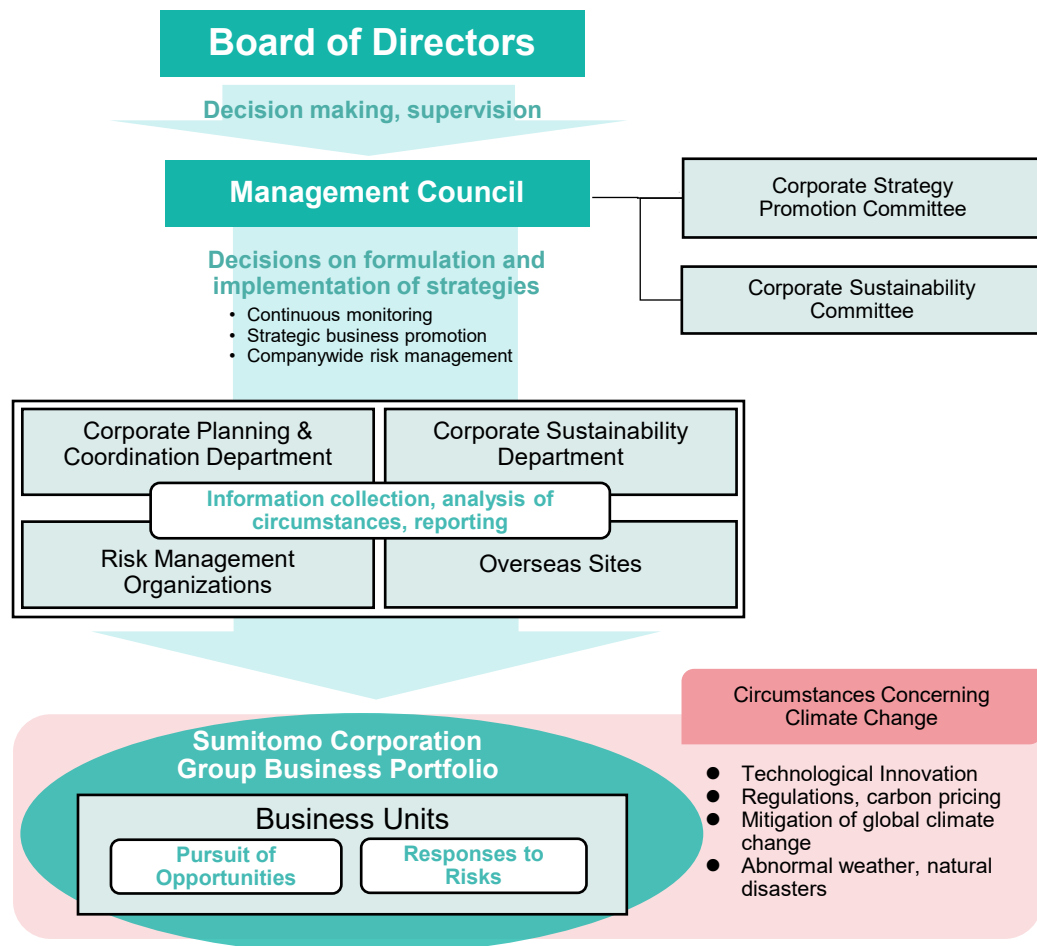 Board of Directors
Decision making, supervision
Management Council
Corporate Strategy
Promotion Committee
Corporate Sustainability
Committee
Decisions on formulation and
implementation of strategies
• Continuous monitoring
• Strategic business promotion
• Companywide risk management
Corporate Planning &
Coordination Department
Corporate Sustainability
Department
Information collection, analysis of
circumstances, reporting
Risk Management
Organizations
Overseas Sites
Circumstances Concerning
Climate Change
● Technological Innovation
● Regulations, carbon pricing
● Mitigation of global climate
change
● Abnormal weather, natural
disasters
Sumitomo Corporation
Group Business Portfolio
Business Units
Pursuit of
Opportunities
Responses to
Risks